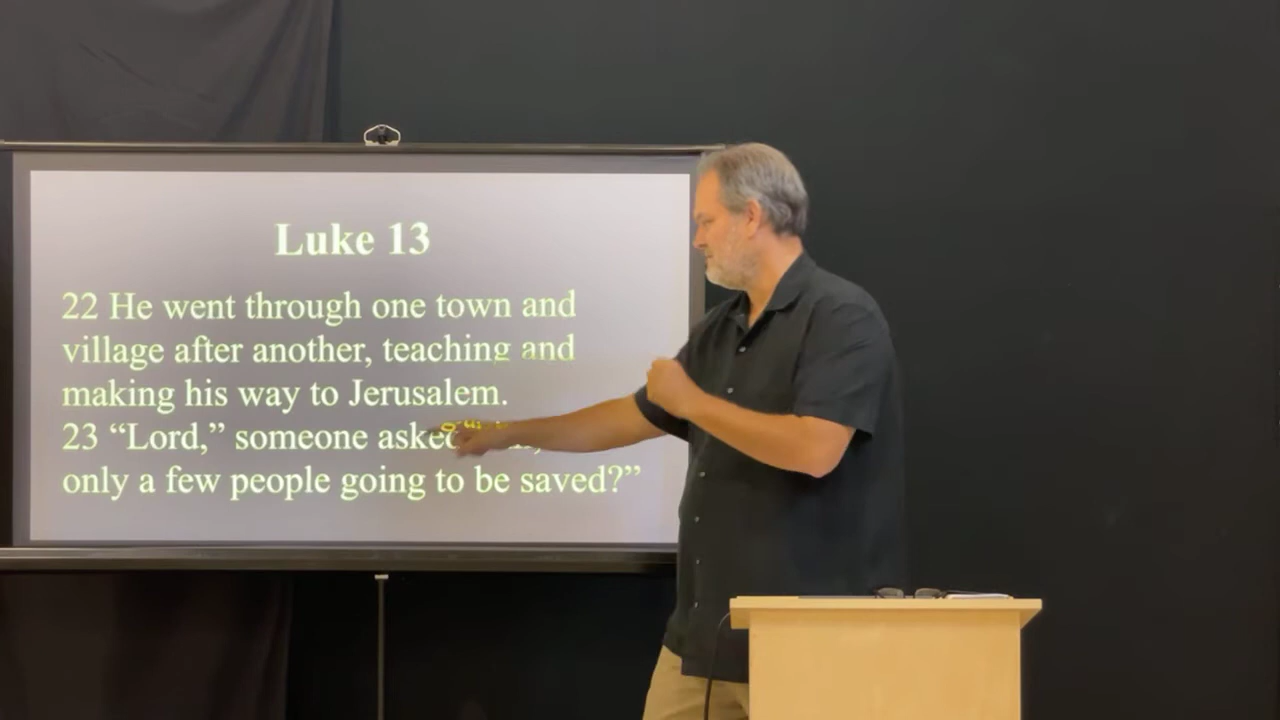 Luke 13
22 He went through one town and
village after another, teaching and
making his way to Jerusalem.
23 “Lord,” someone asked
only a few people going to be saved?”